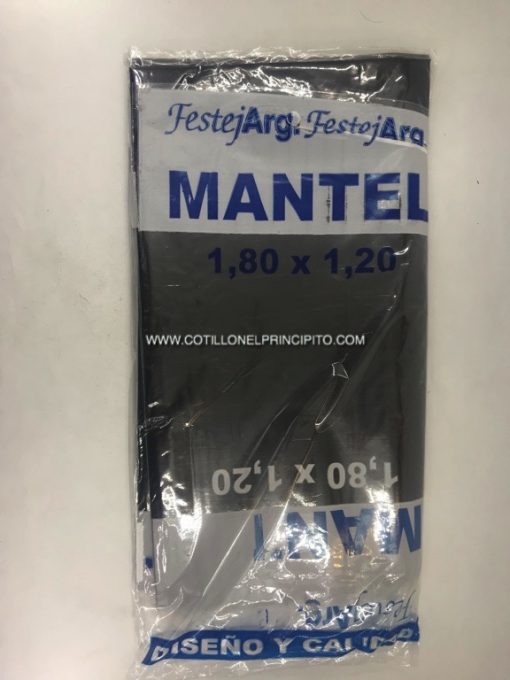 FestejArg. FestejArg.
MANTEL
1,80 x 1,20
WWW.COTILLONELPRINCIPITO.COM
1,80 x 1,20
DISEÑO Y CALIDAD